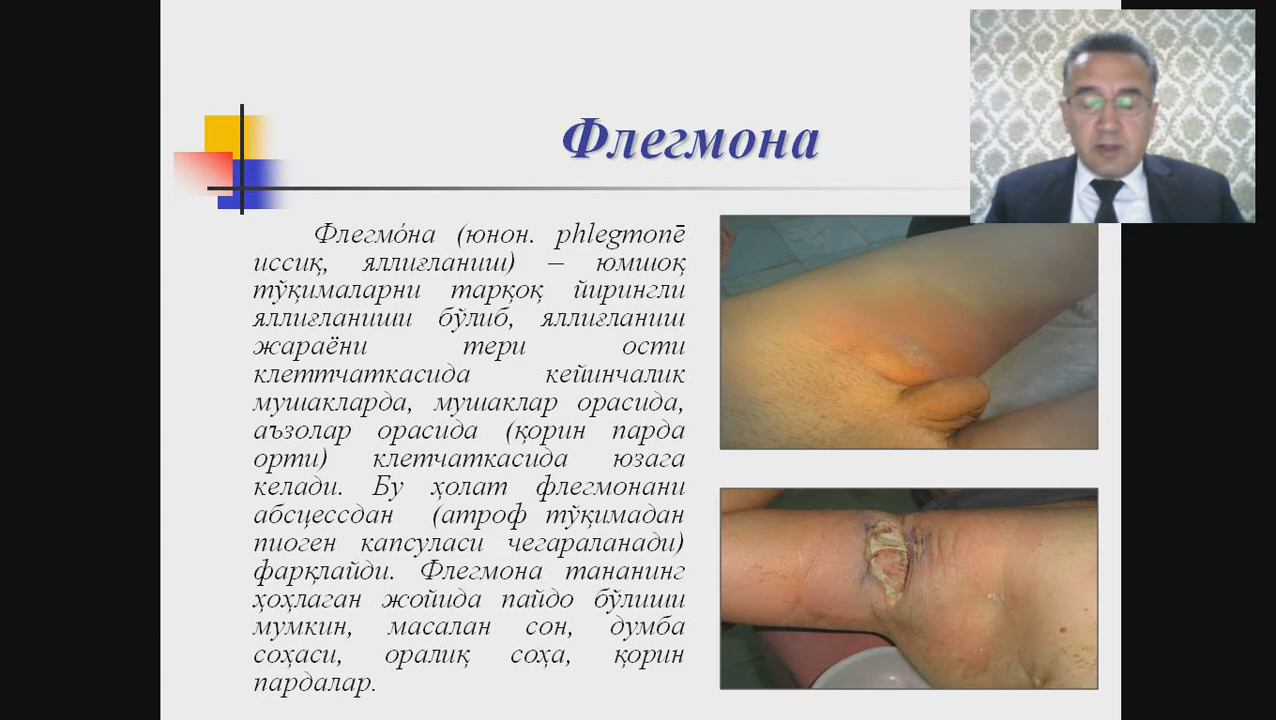 Флегмона
Флегмо́на (юнон. phlegmonē
иссиқ, яллиғланиш) – юмшоқ
тўқималарни тарқоқ йирингли
яллиғланиши бўлиб, яллиғланиш
жараёни тери ости
клеттчаткасида кейинчалик
мушакларда, мушаклар орасида,
аъзолар орасида (қорин парда
орти) клетчаткасида юзага
келади. Бу ҳолат флегмонани
абсцессдан (атроф тўқимадан
пиоген капсуласи чегараланади)
фарқлайди. Флегмона тананинг
ҳоҳлаган жойида пайдо бўлиши
мумкин, масалан сон, думба
соҳаси, оралиқ соҳа, қорин
пардалар.